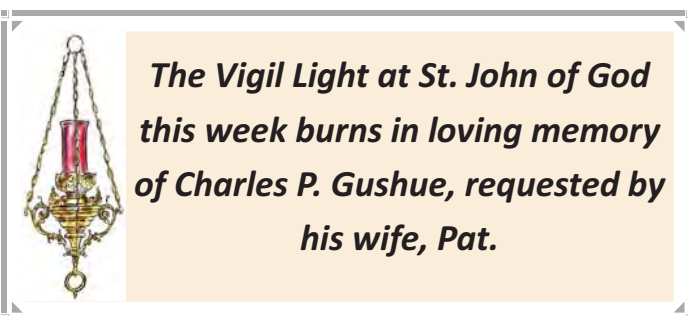 The Vigil Light at St. John of God
this week burns in loving memory
of Charles P. Gushue, requested by
his wife, Pat.